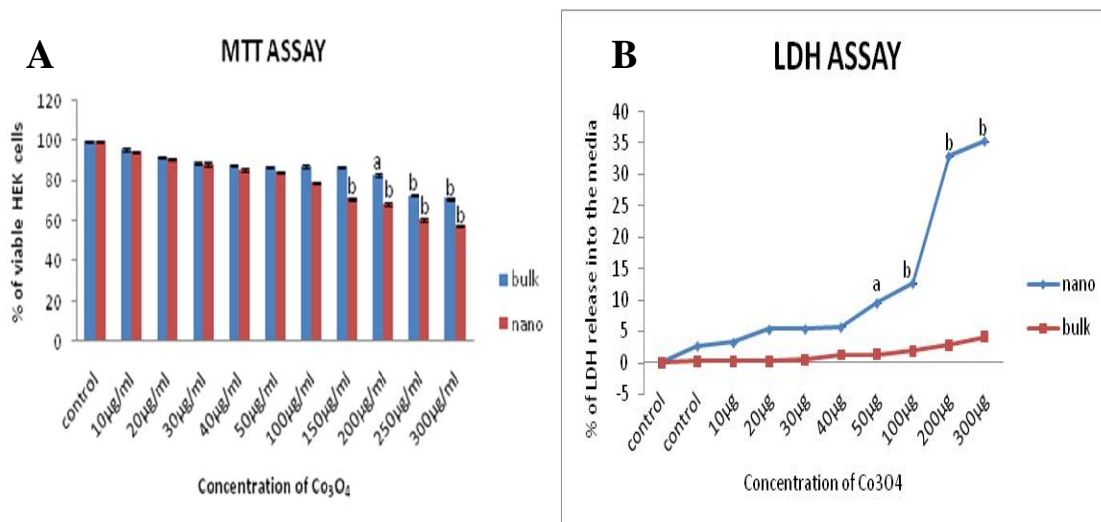 A
MTT ASSAY
% of viable HEK cells
120
100
80
60
40
20
0
a
b
b
b
b
b
b
bulk
nano
control
10µg/ml
20µg/ml
30µg/ml
40µg/ml
50µg/ml
100µg/ml
150µg/ml
200µg/ml
250µg/ml
300µg/ml
Concentration of Co₃O₄
B
LDH ASSAY
% of LDH release into the media
40
35
30
25
20
15
10
5
0
-5
a
b
b
b
nano
bulk
control
control
10µg
20µg
30µg
40µg
50µg
100µg
200µg
300µg
Concentration of Co3O4